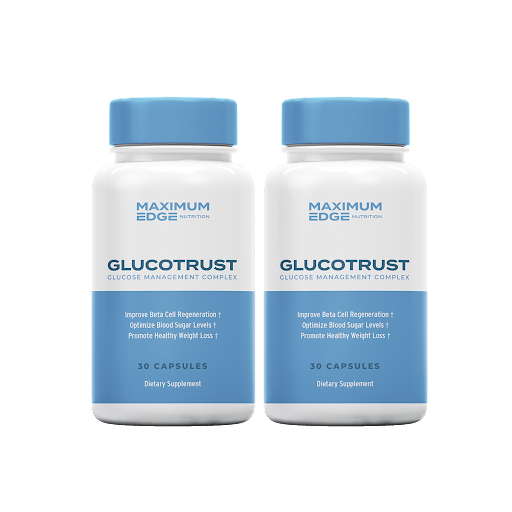 MAXIMUM
EDGE NUTRITION
GLUCOTRUST
GLUCOSE MANAGEMENT COMPLEX
Improve Beta Cell Regeneration †
Optimize Blood Sugar Levels †
Promote Healthy Weight Loss †
30 CAPSULES
Dietary Supplement
MAXIMUM
EDGE NUTRITION
GLUCOTRUST
GLUCOSE MANAGEMENT COMPLEX
Improve Beta Cell Regeneration †
Optimize Blood Sugar Levels †
Promote Healthy Weight Loss †
30 CAPSULES
Dietary Supplement